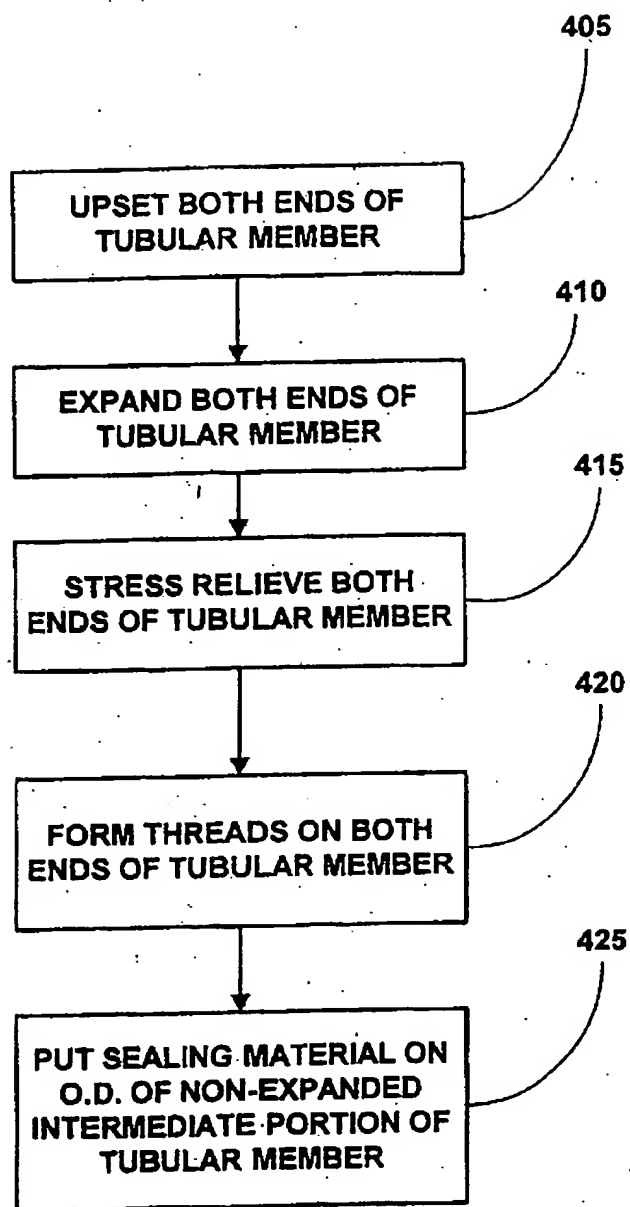 405
UPSET BOTH ENDS OF
TUBULAR MEMBER
410
EXPAND BOTH ENDS OF
TUBULAR MEMBER
415
STRESS RELIEVE BOTH
ENDS OF TUBULAR MEMBER
420
FORM THREADS ON BOTH
ENDS OF TUBULAR MEMBER
425
PUT SEALING MATERIAL ON
O.D. OF NON-EXPANDED
INTERMEDIATE PORTION OF
TUBULAR MEMBER